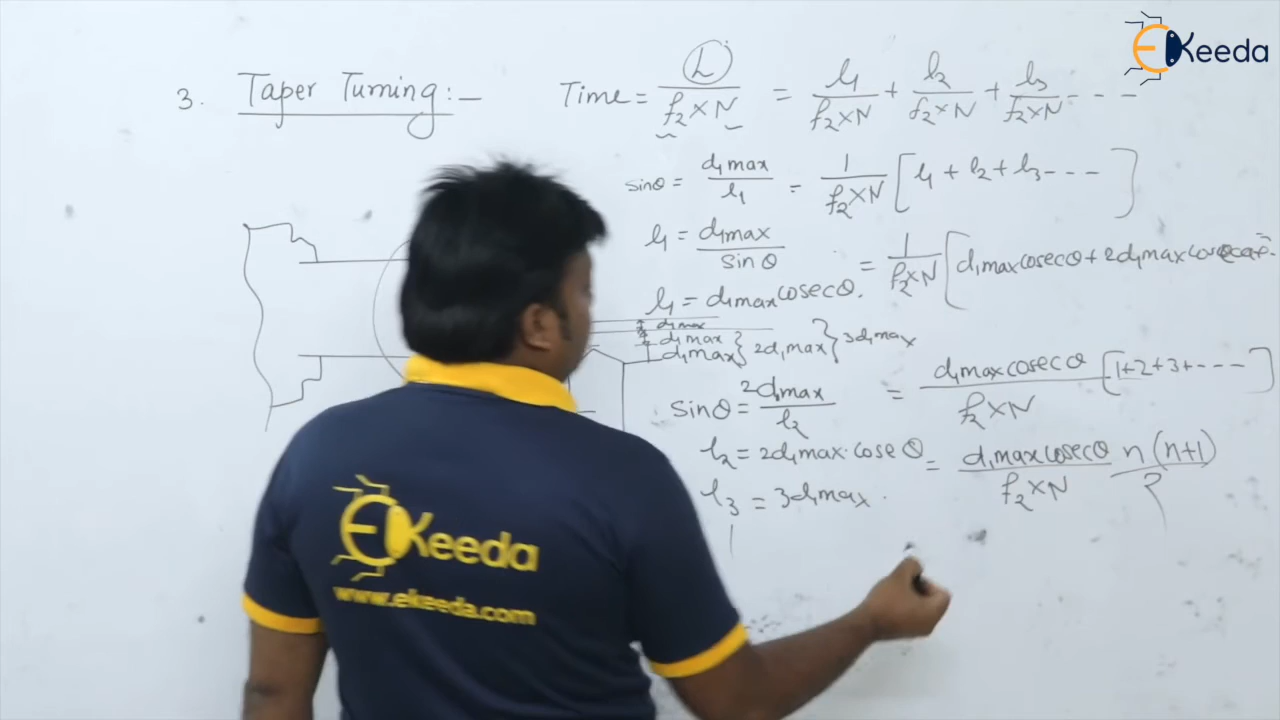 EKeeda
3. Taper Turning:-
Time = L / f₂×N = l₁ / f₂×N + l₂ / f₂×N + l₃ / f₂×N - - -
sinθ = d₁max / l₁
= 1 / f₂×N [ l₁ + l₂ + l₃ - - - ]
l₁ = d₁max / sinθ
= 1 / f₂×N [ d₁max cosecθ + 2d₁max cosecθ
l₁ = d₁max cosecθ.
d₁max
d₁max
d₁max } 2d₁max } 3d₁max
= d₁max cosecθ / f₂×N [1+2+3+ - - - ]
sinθ = 2d₁max / l₂
l₂ = 2d₁max·coseθ
= d₁max cosecθ / f₂×N n(n+1) / 2
l₃ = 3d₁max .
EKeeda
www.ekeeda.com